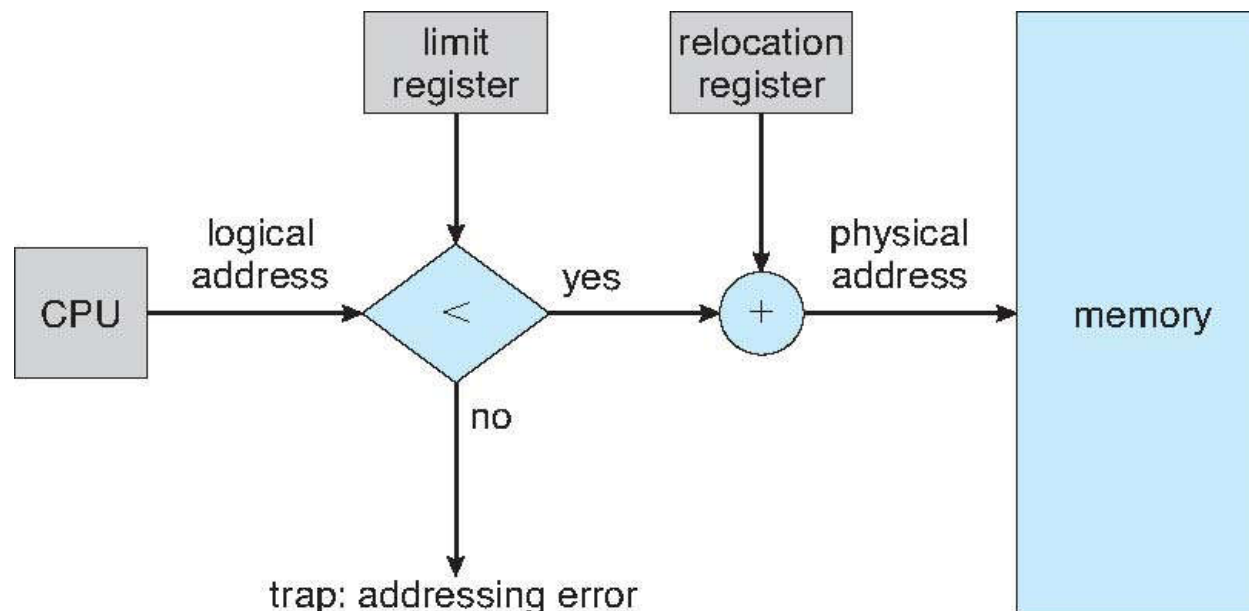 limit
register
relocation
register
logical
address
physical
address
CPU
<
yes
+
memory
no
trap: addressing error